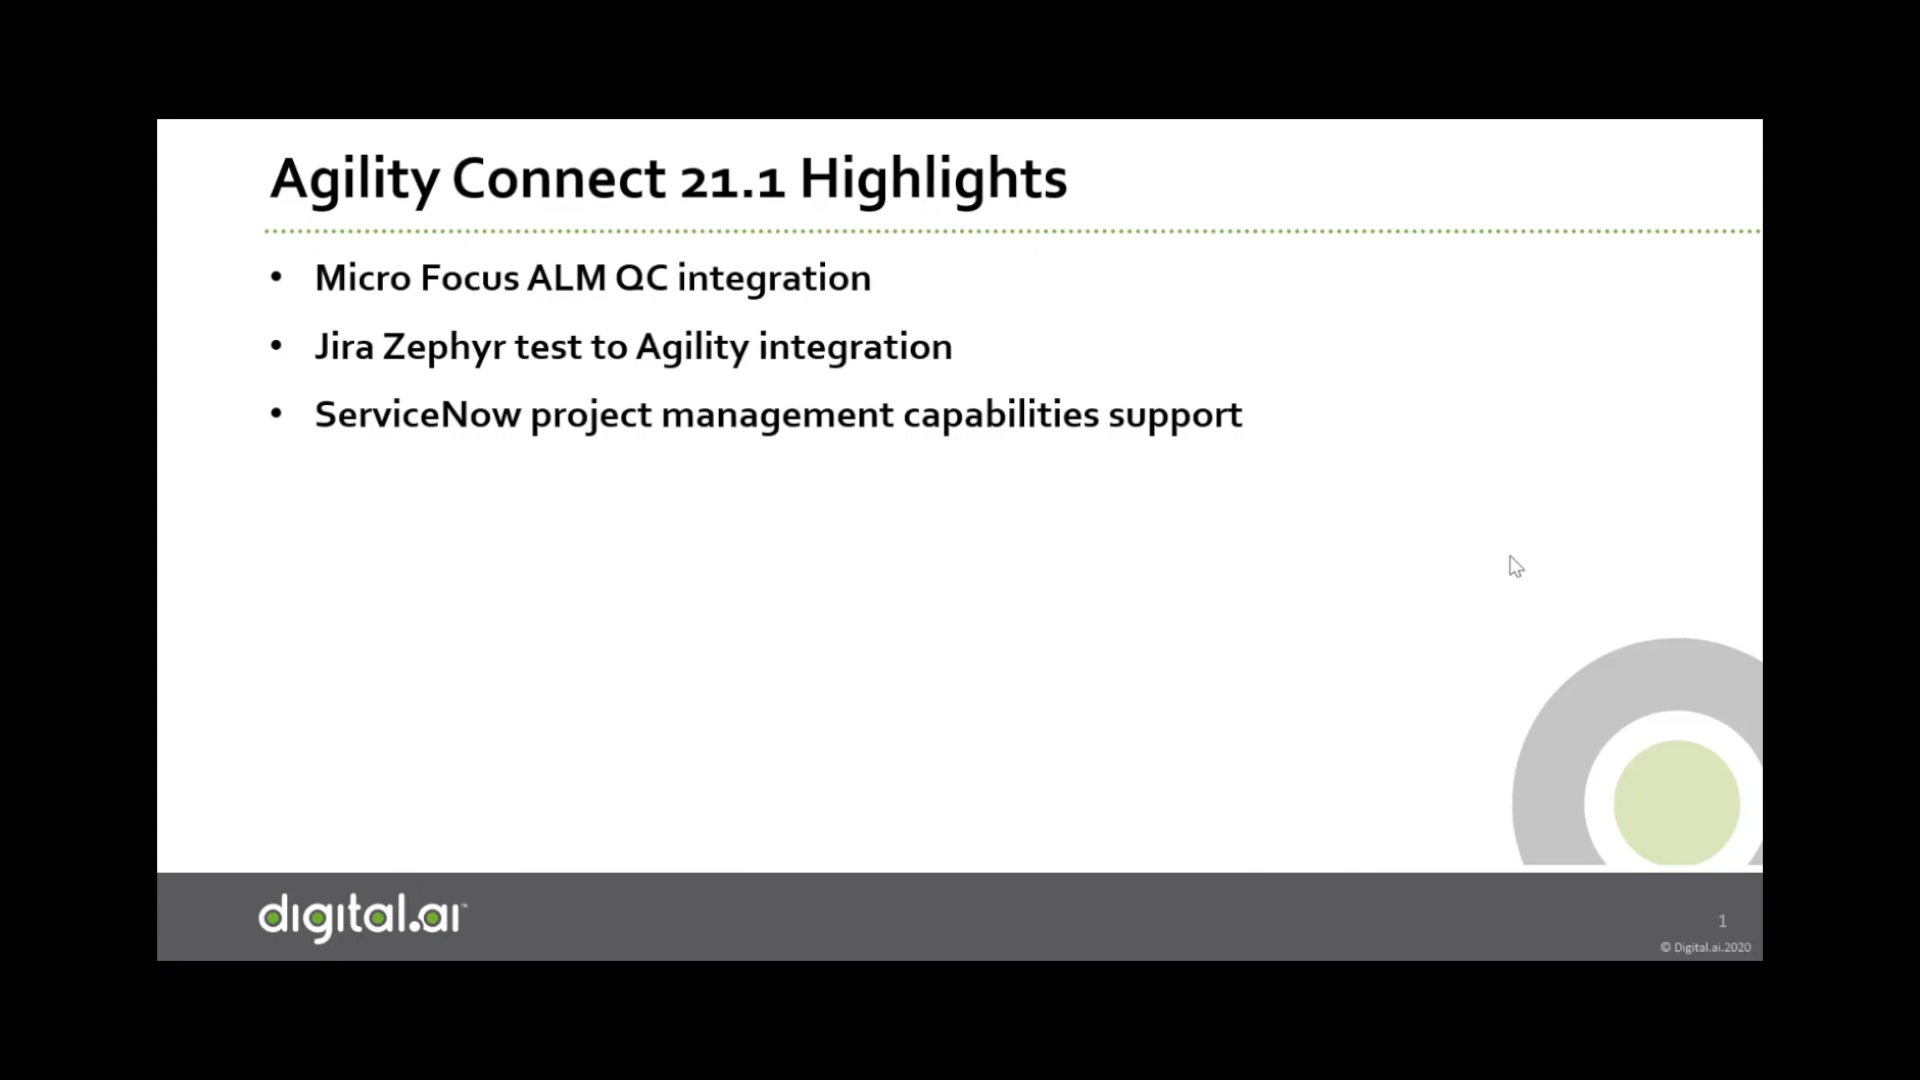 Agility Connect 21.1 Highlights
• Micro Focus ALM QC integration
• Jira Zephyr test to Agility integration
• ServiceNow project management capabilities support
digital.ai™
1
© Digital.ai.2020